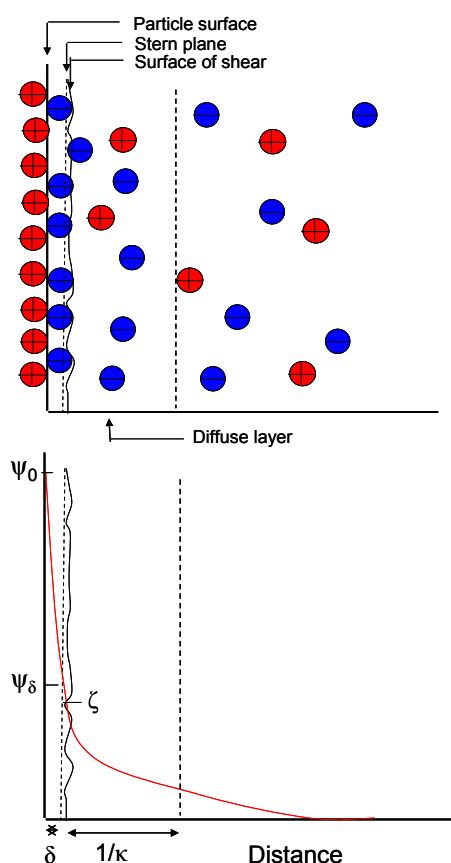 Particle surface
Stern plane
Surface of shear
Diffuse layer
ψ0
ψδ
ζ
δ 1/κ Distance